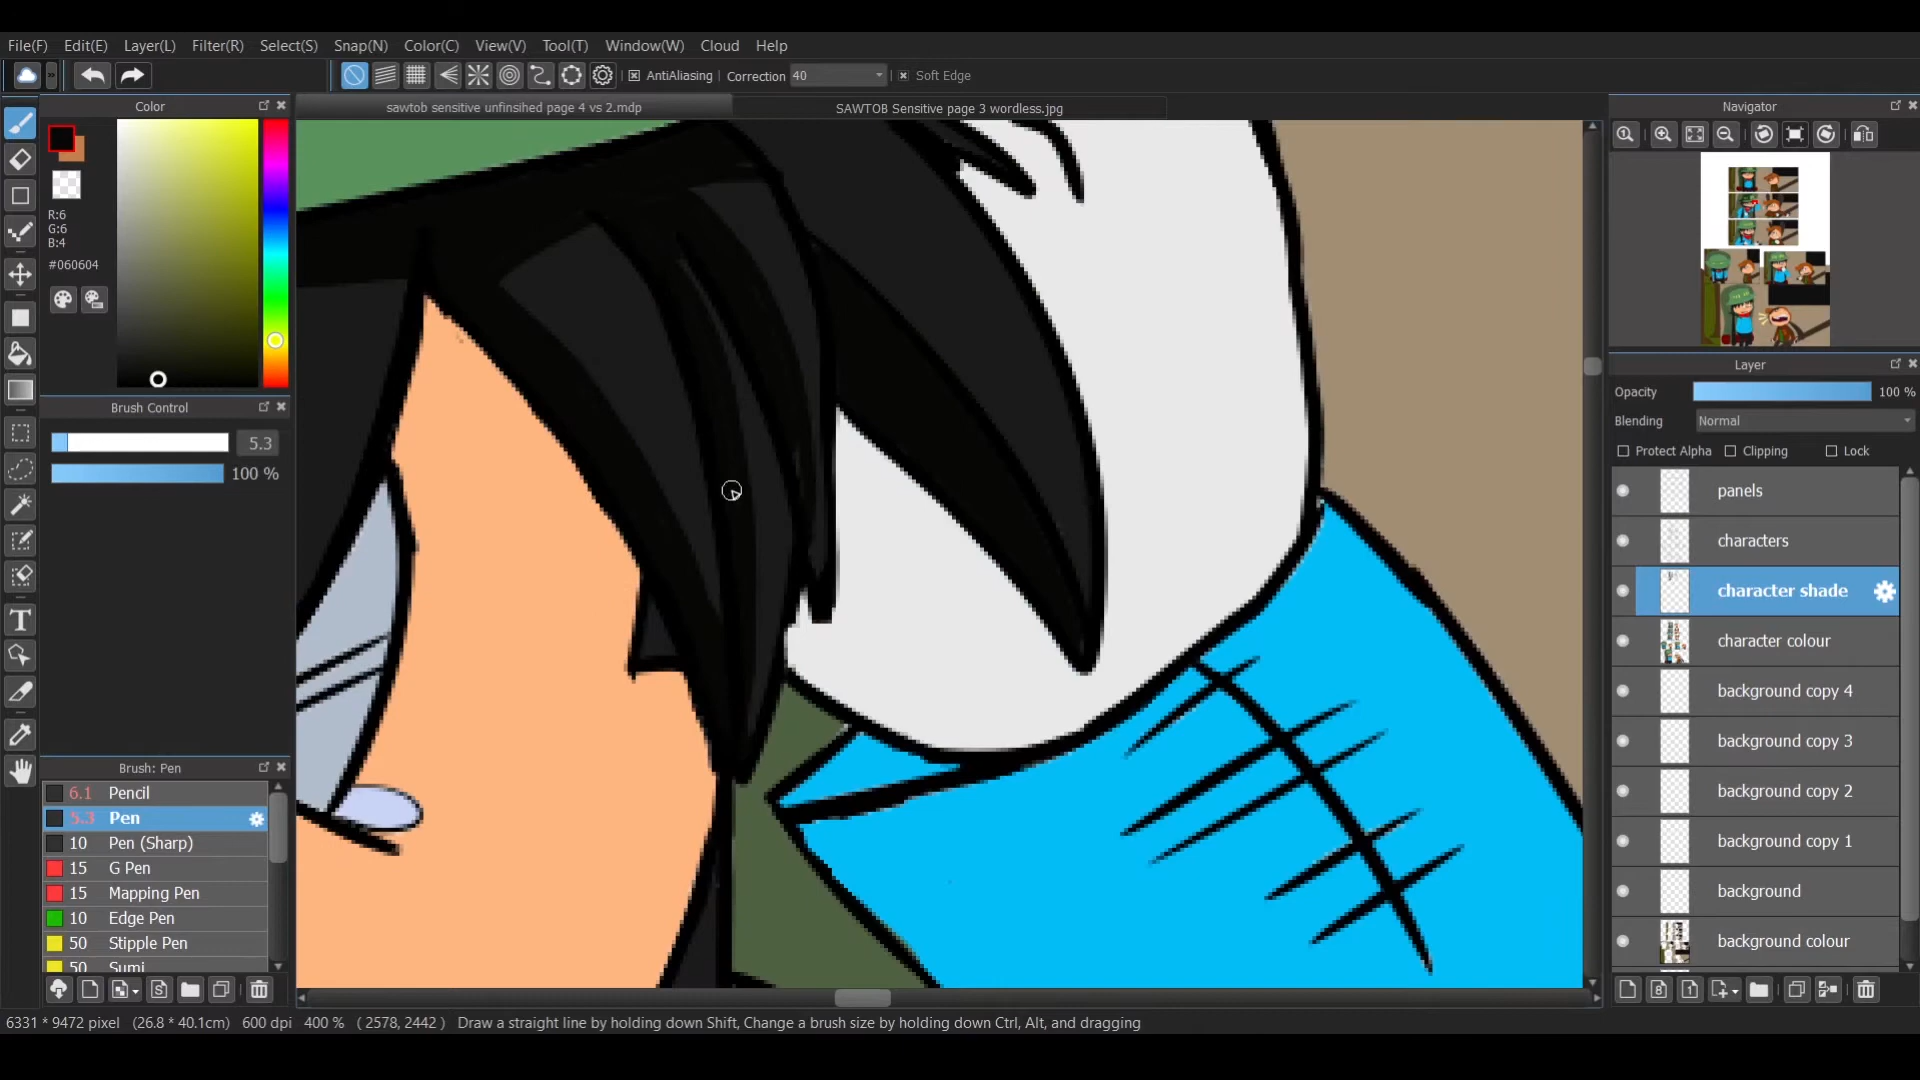 File(F) Edit(E) Layer(L) Filter(R) Select(S) Snap(N) Color(C) View(V) Tool(T) Window(W) Cloud Help
» AntiAliasing Correction 40 Soft Edge
Color
sawtob sensitive unfinsihed page 4 vs 2.mdp
SAWTOB Sensitive page 3 wordless.jpg
Navigator
R:6
G:6
B:4
#060604
Brush Control
5.3
100 %
Brush: Pen
6.1 Pencil
5.3 Pen
10 Pen (Sharp)
15 G Pen
15 Mapping Pen
10 Edge Pen
50 Stipple Pen
50 Sumi
Layer
Opacity 100 %
Blending Normal
Protect Alpha Clipping Lock
panels
characters
character shade
character colour
background copy 4
background copy 3
background copy 2
background copy 1
background
background colour
6331 * 9472 pixel (26.8 * 40.1cm) 600 dpi 400 % ( 2578, 2442 ) Draw a straight line by holding down Shift, Change a brush size by holding down Ctrl, Alt, and dragging